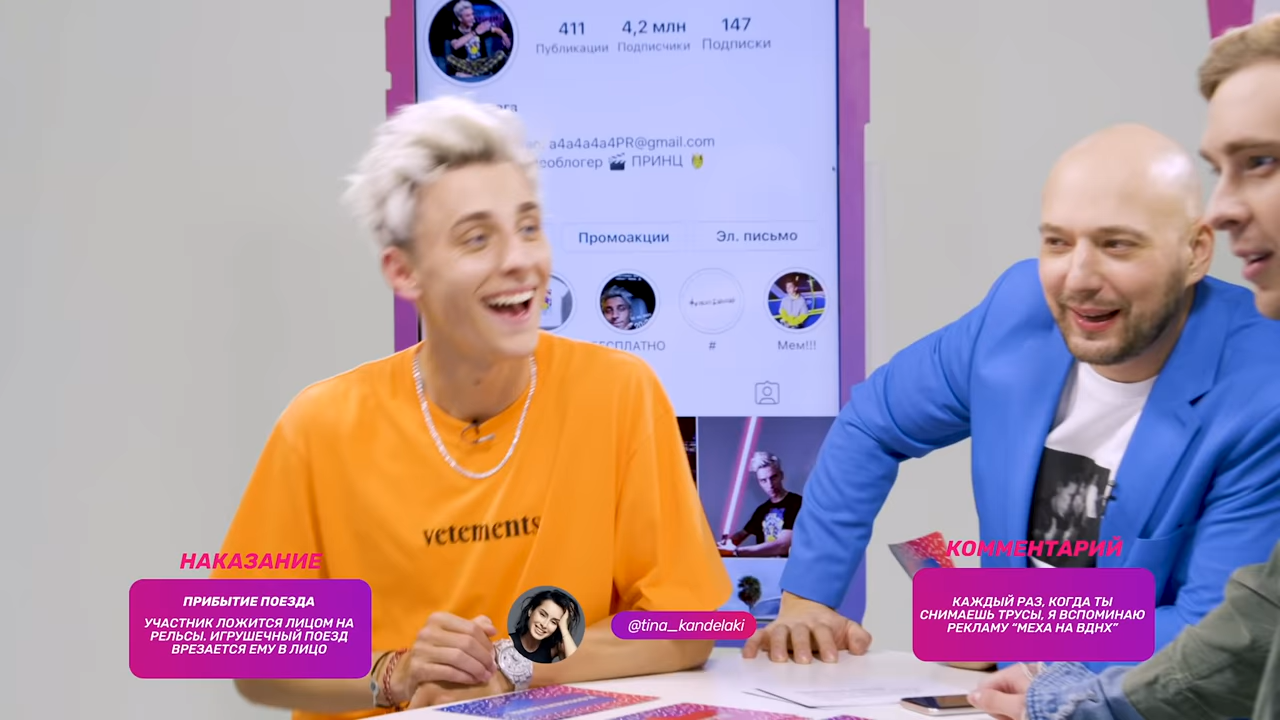 411
4,2 млн
147
Публикации
Подписчики
Подписки
a4a4a4a4PR@gmail.com
ПРИНЦ
Промоакции
Эл. письмо
#
Мем!!!
vetements
НАКАЗАНИЕ
ПРИБЫТИЕ ПОЕЗДА
УЧАСТНИК ЛОЖИТСЯ ЛИЦОМ НА
РЕЛЬСЫ. ИГРУШЕЧНЫЙ ПОЕЗД
ВРЕЗАЕТСЯ ЕМУ В ЛИЦО
@tina_kandelaki
КОММЕНТАРИЙ
КАЖДЫЙ РАЗ, КОГДА ТЫ
СНИМАЕШЬ ТРУСЫ, Я ВСПОМИНАЮ
РЕКЛАМУ “МЕХА НА ВДНХ”